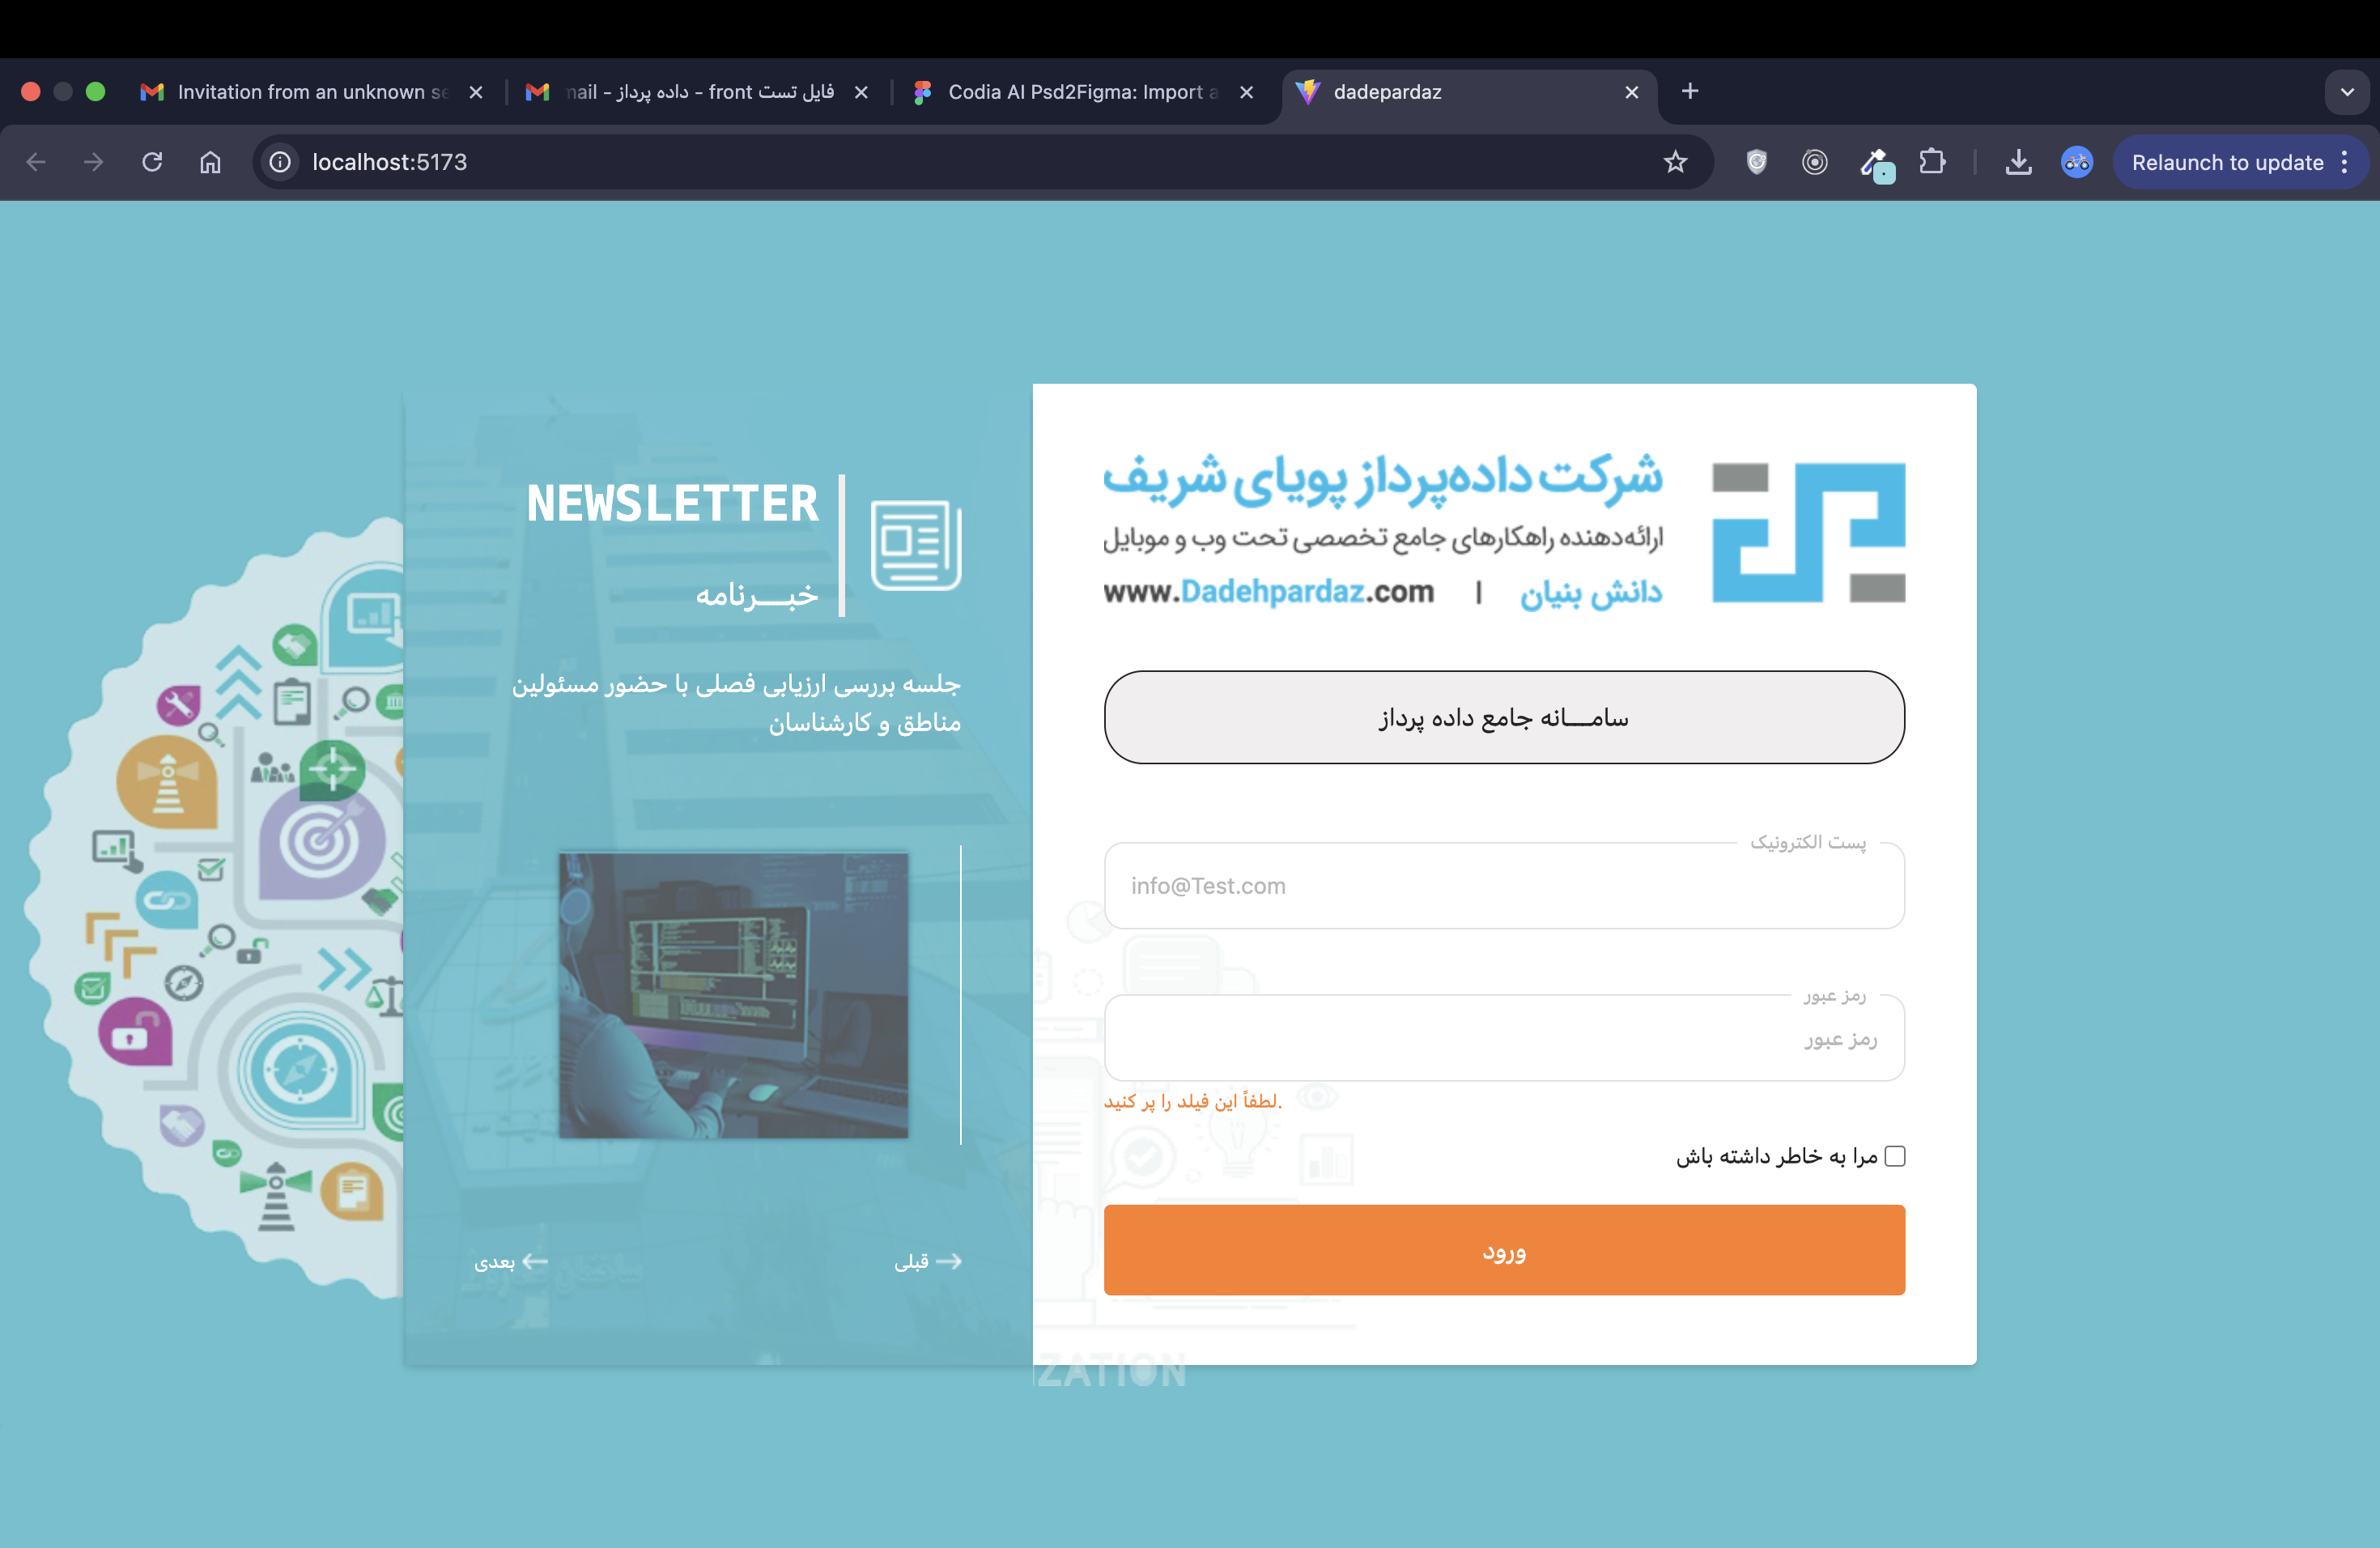 Invitation from an unknown se
فایل تست front - داده پرداز - mail
Codia AI Psd2Figma: Import a
dadepardaz
localhost:5173
Relaunch to update
شرکت داده‌پرداز پویای شریف
ارائه‌دهنده راهکارهای جامع تخصصی تحت وب و موبایل
دانش بنیان | www.Dadehpardaz.com
سامـــانه جامع داده پرداز
پست الکترونیک
info@Test.com
رمز عبور
رمز عبور
لطفاً این فیلد را پر کنید.
مرا به خاطر داشته باش
ورود
NEWSLETTER
خبـــرنامه
جلسه بررسی ارزیابی فصلی با حضور مسئولین
مناطق و کارشناسان
قبلی
بعدی
ZATION